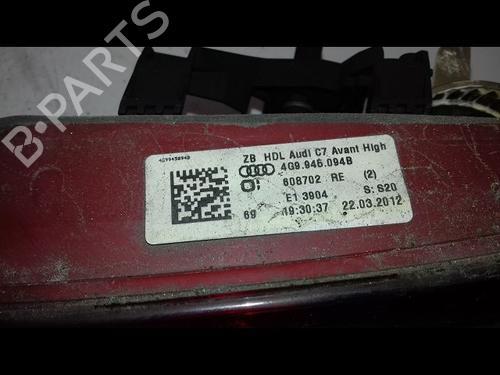 B-PARTS
4G9945094B
ZB HDL Audi C7 Avant High
4G9.945.094B
608702 RE (2)
E1 3904 S: S20
69 19:30:37 22.03.2012